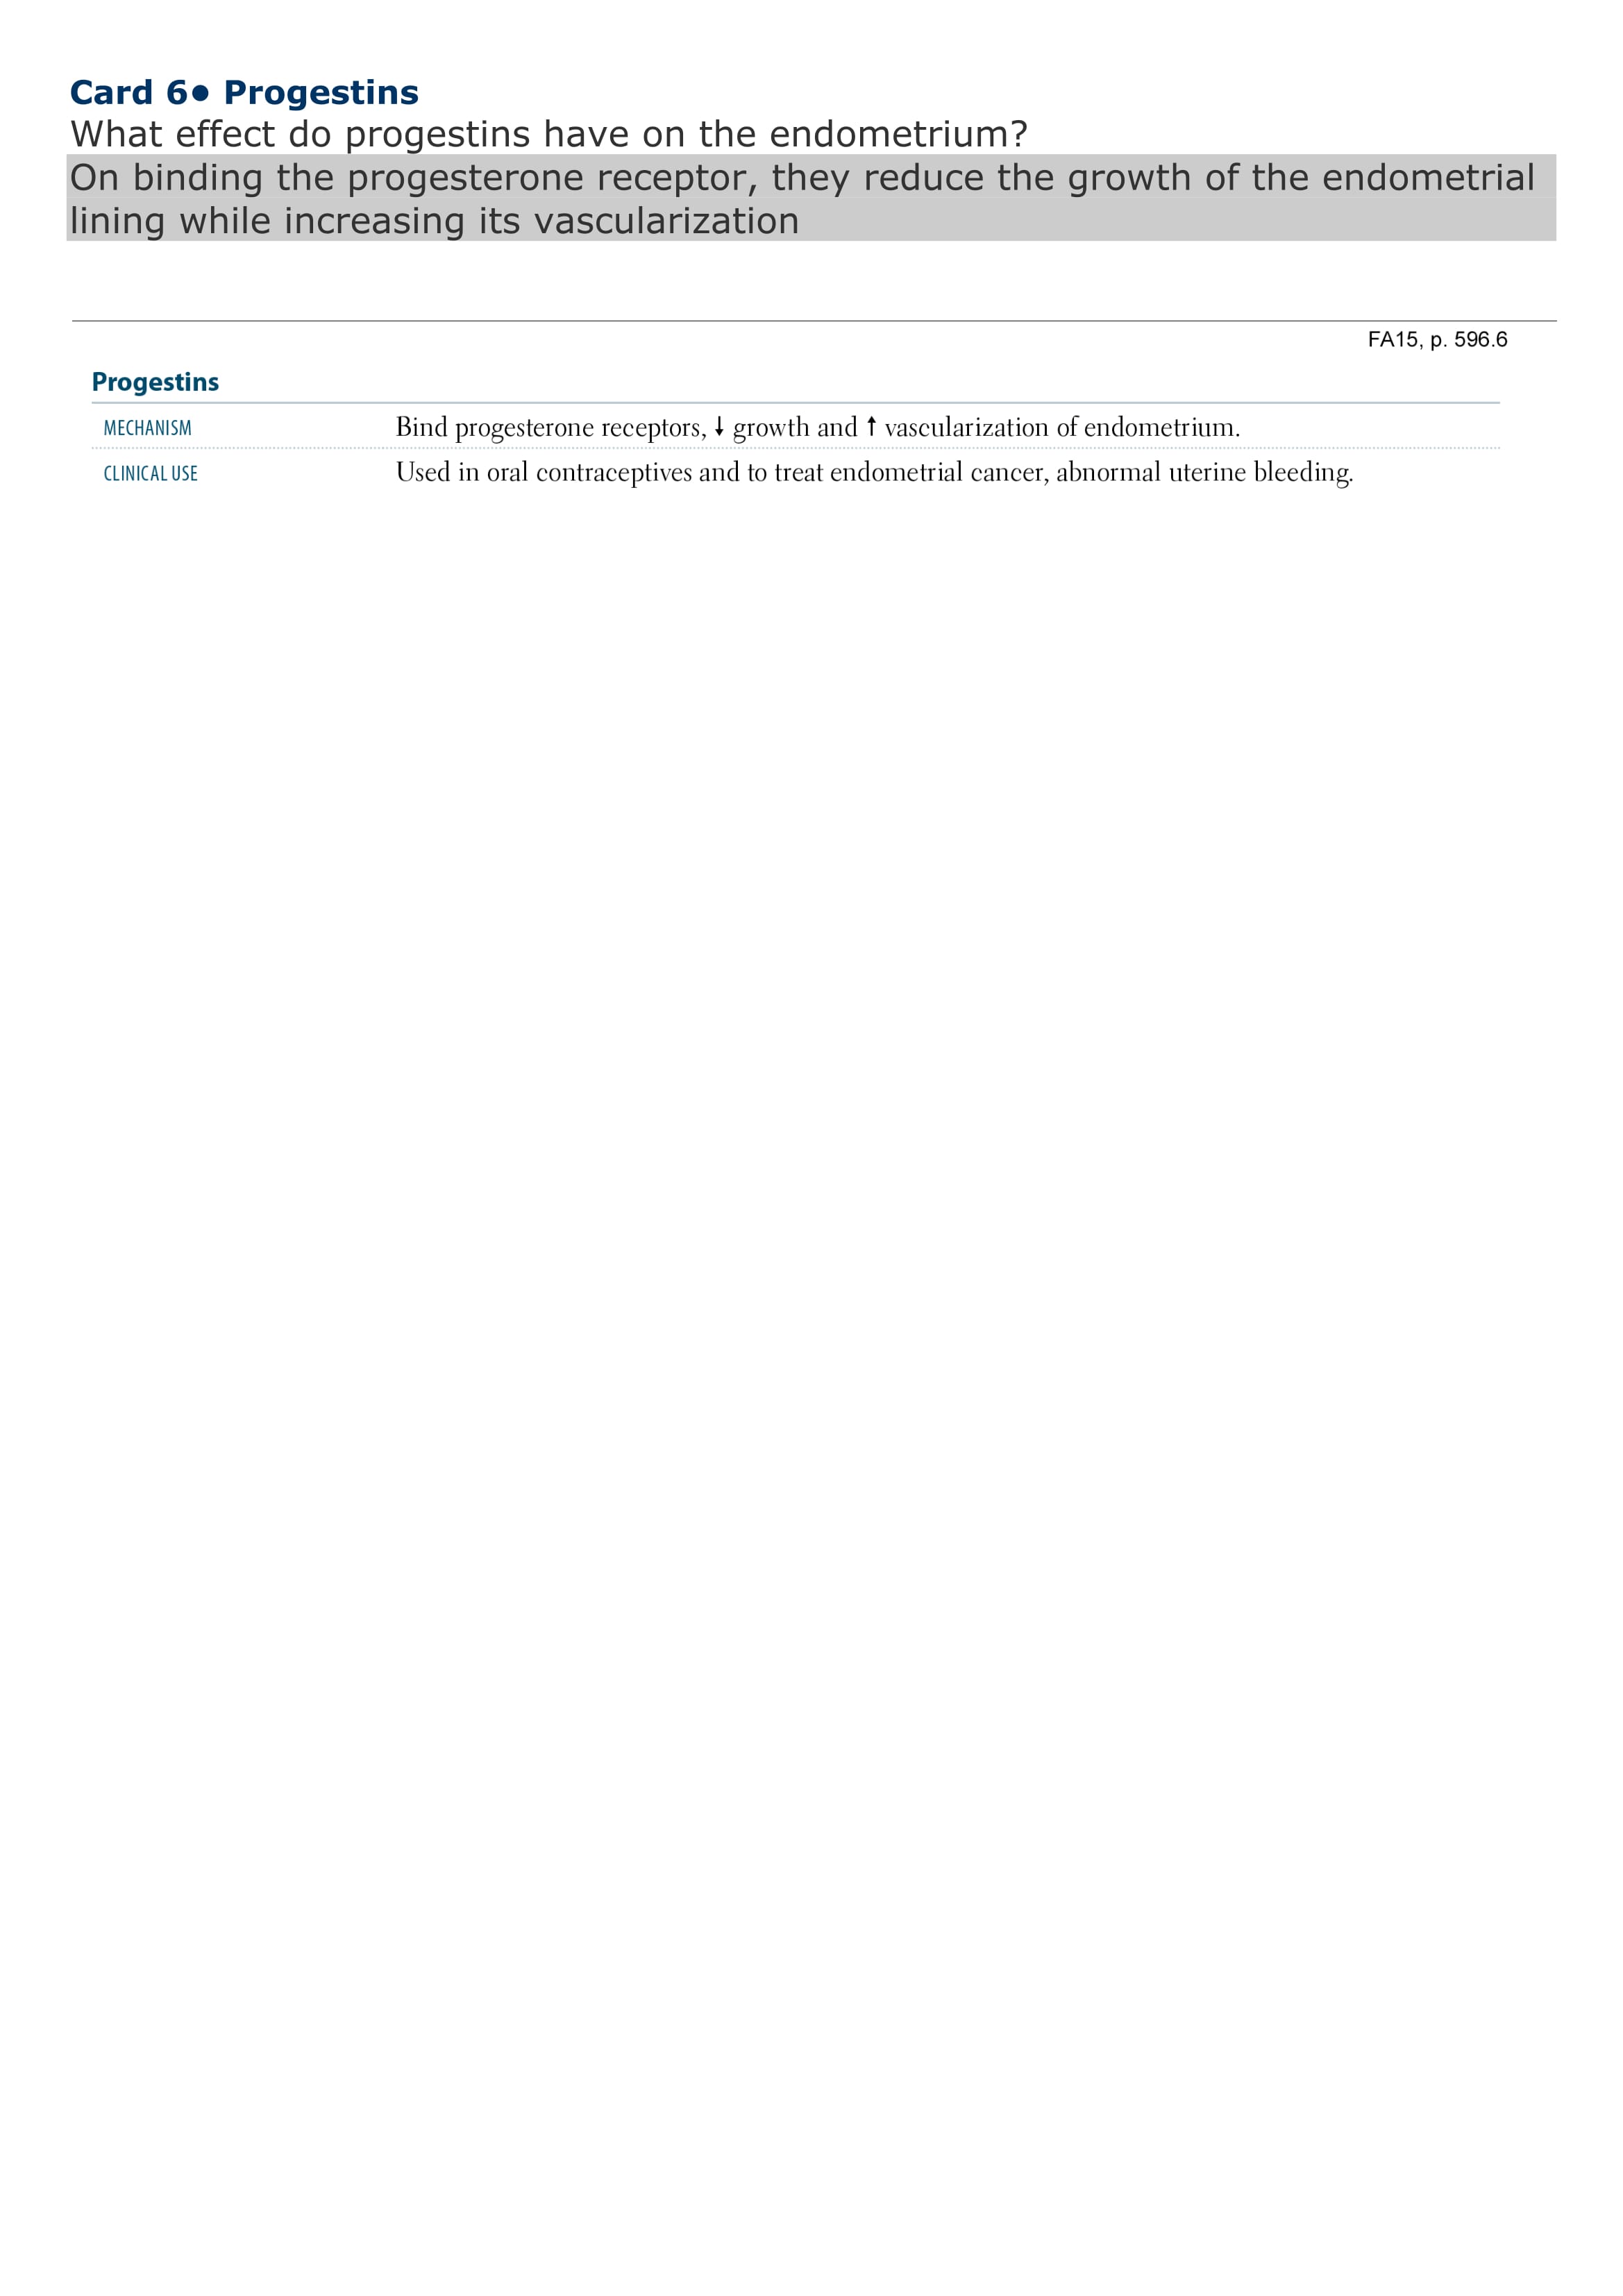 Card 6● Progestins
What effect do progestins have on the endometrium?
On binding the progesterone receptor, they reduce the growth of the endometrial
lining while increasing its vascularization
FA15, p. 596.6
Progestins
MECHANISM Bind progesterone receptors, ↓ growth and ↑ vascularization of endometrium.
CLINICAL USE Used in oral contraceptives and to treat endometrial cancer, abnormal uterine bleeding.